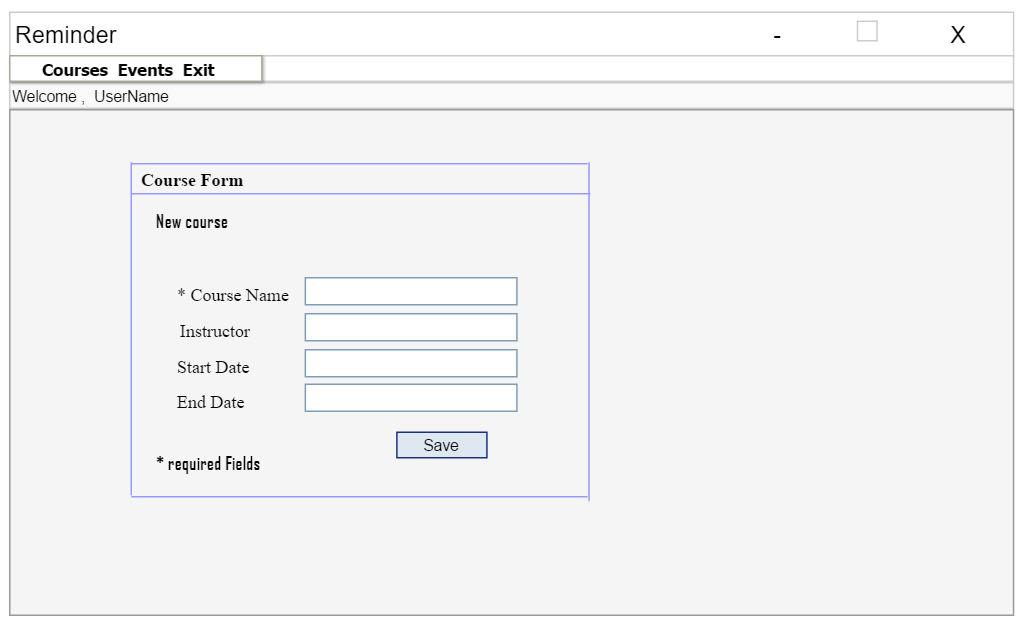 Reminder - X
Courses Events Exit
Welcome , UserName
Course Form
New course
* Course Name
Instructor
Start Date
End Date
Save
* required Fields